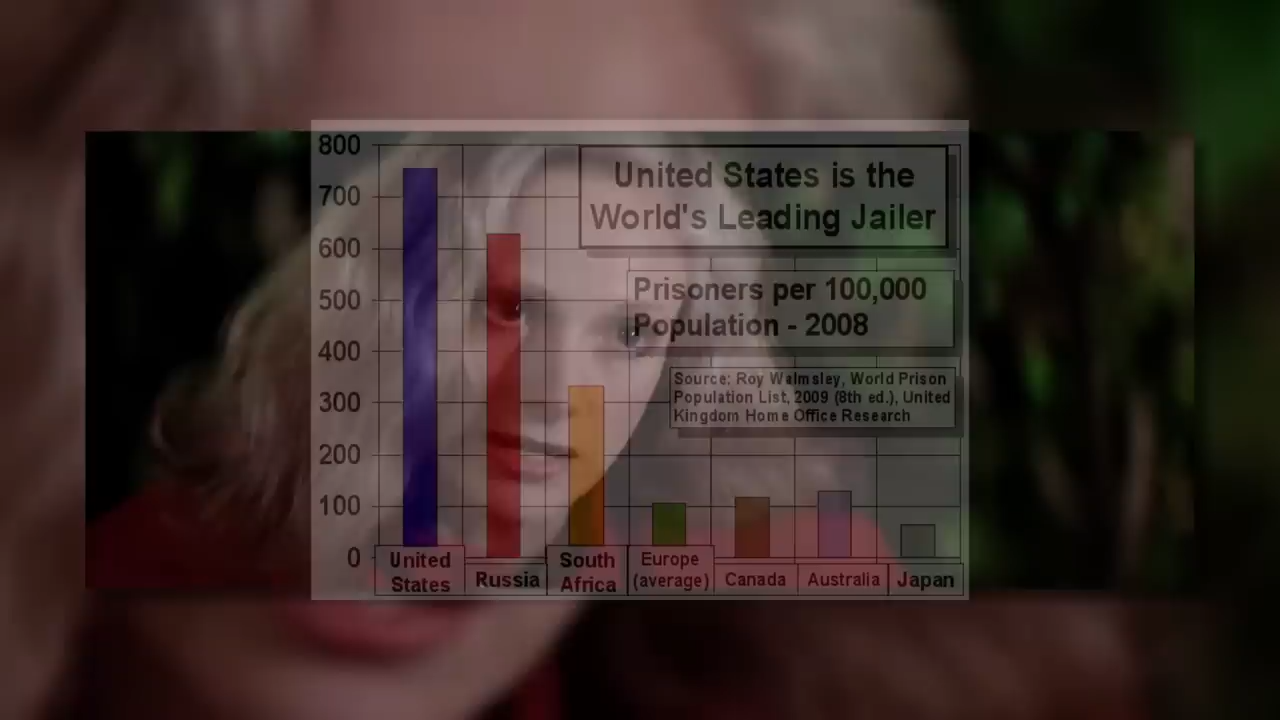 800
700
600
500
400
300
200
100
0
United States is the
World's Leading Jailer
Prisoners per 100,000
Population - 2008
Source: Roy Walmsley, World Prison
Population List, 2009 (8th ed.), United
Kingdom Home Office Research
United
States
Russia
South
Africa
Europe
(average)
Canada
Australia
Japan